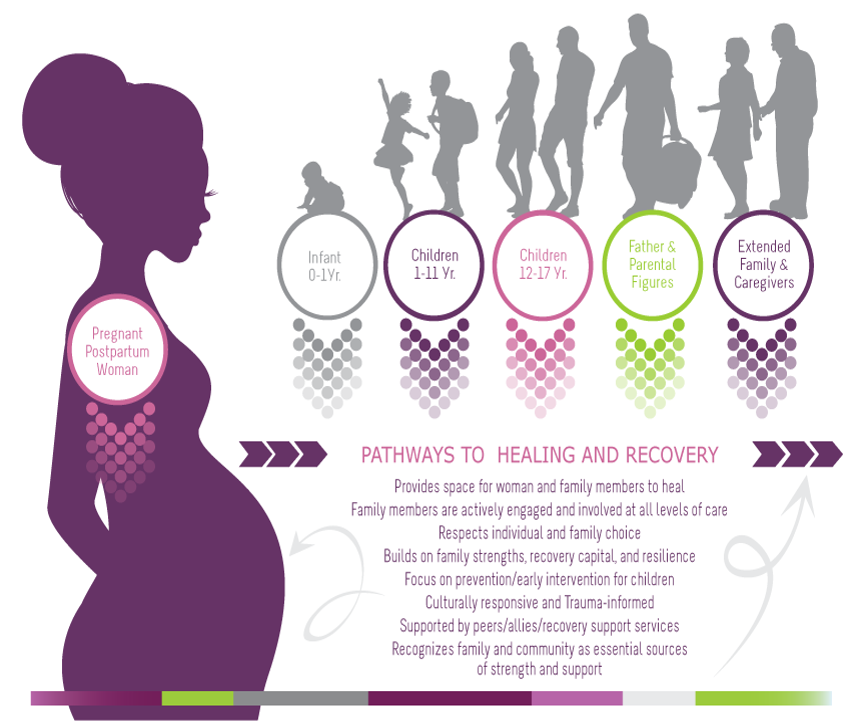 Infant
0-1Yr.
Children
1-11 Yr.
Children
12-17 Yr.
Father &
Parental
Figures
Extended
Family &
Caregivers
Pregnant
Postpartum
Woman
PATHWAYS TO HEALING AND RECOVERY
Provides space for woman and family members to heal
Family members are actively engaged and involved at all levels of care
Respects individual and family choice
Builds on family strengths, recovery capital, and resilience
Focus on prevention/early intervention for children
Culturally responsive and Trauma-informed
Supported by peers/allies/recovery support services
Recognizes family and community as essential sources
of strength and support